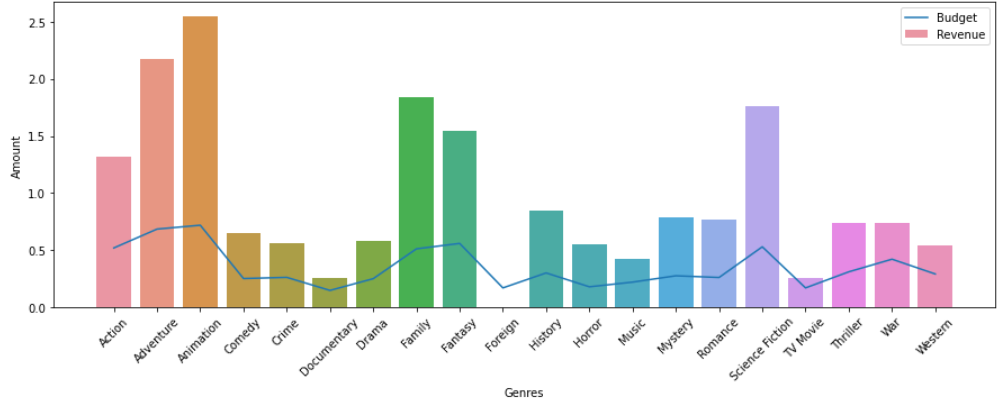 2.5
2.0
1.5
1.0
0.5
0.0
Amount
Budget
Revenue
Action
Adventure
Animation
Comedy
Crime
Documentary
Drama
Family
Fantasy
Foreign
History
Horror
Music
Mystery
Romance
Science Fiction
TV Movie
Thriller
War
Western
Genres